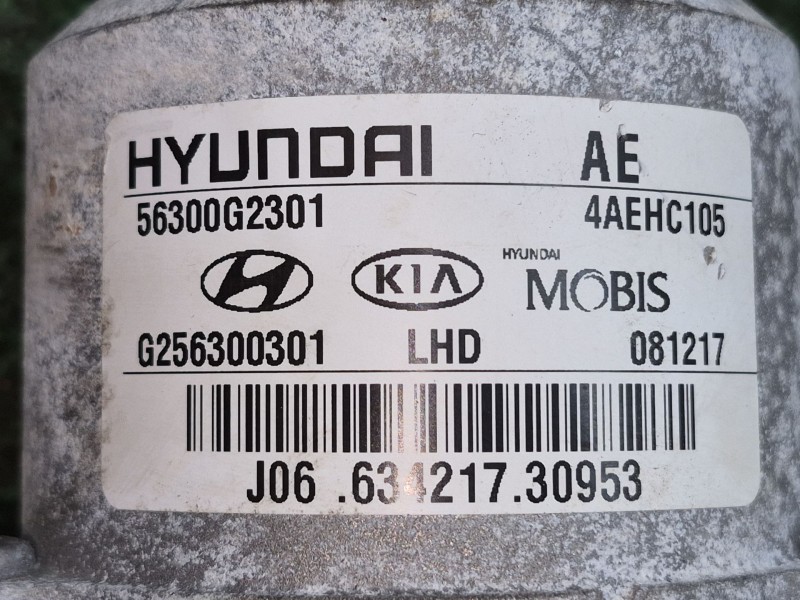 HYUNDAI AE
56300G2301 4AEHC105
KIA HYUNDAI MOBIS
G256300301 LHD 081217
J06 .634217.30953